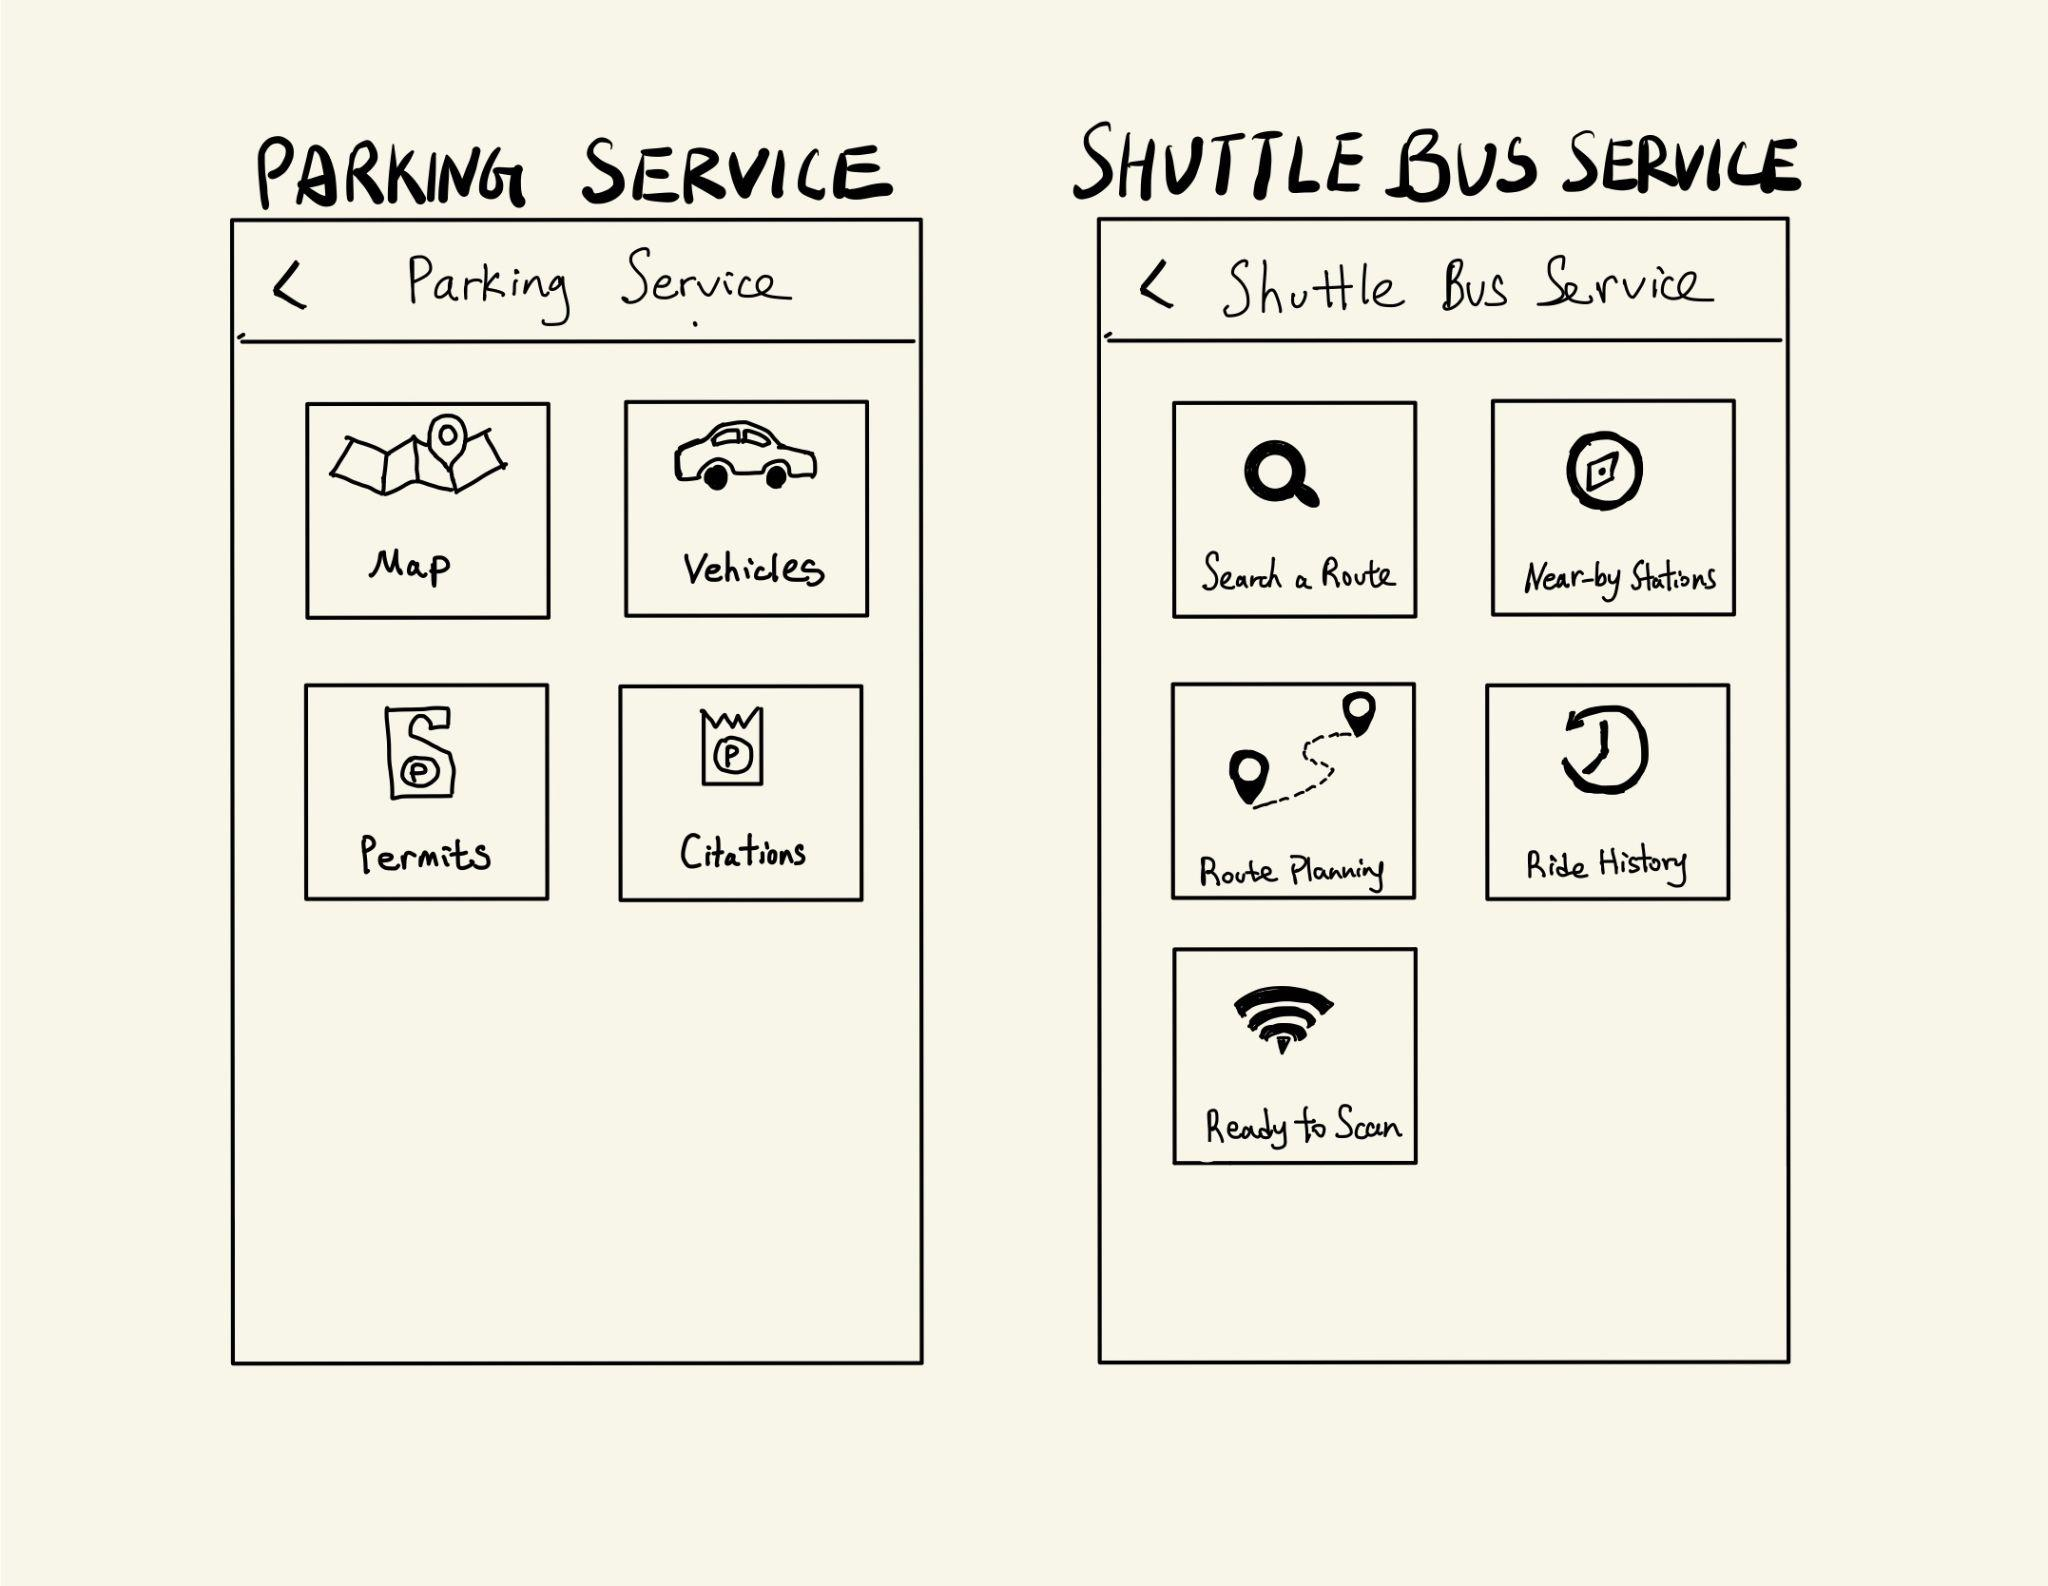 PARKING SERVICE
Parking Service
Map
Vehicles
P
Permits
P
Citations
SHUTTLE BUS SERVICE
Shuttle Bus Service
Search a Route
Near-by Stations
Route Planning
Ride History
Ready to Scan